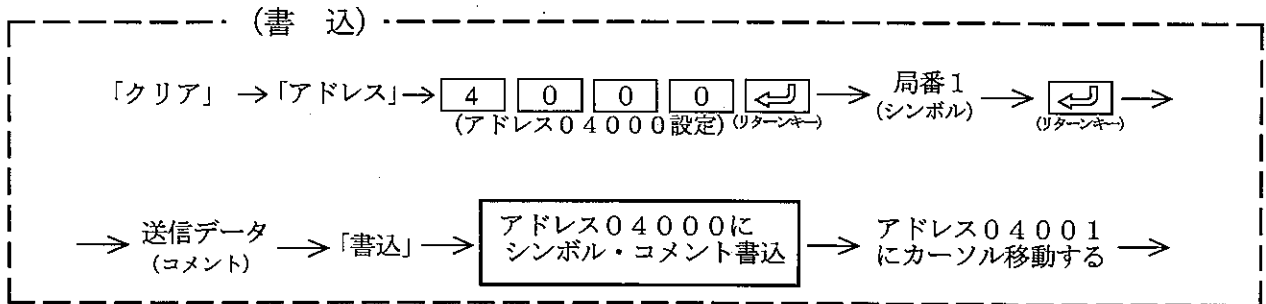 (書 込)
「クリア」 →「アドレス」→ 4 0 0 0 → 局番1 → →
(アドレス04000設定) (リターンキー) (シンボル) (リターンキー)
→ 送信データ → 「書込」 → アドレス04000に → アドレス04001 →
(コメント) シンボル・コメント書込 にカーソル移動する